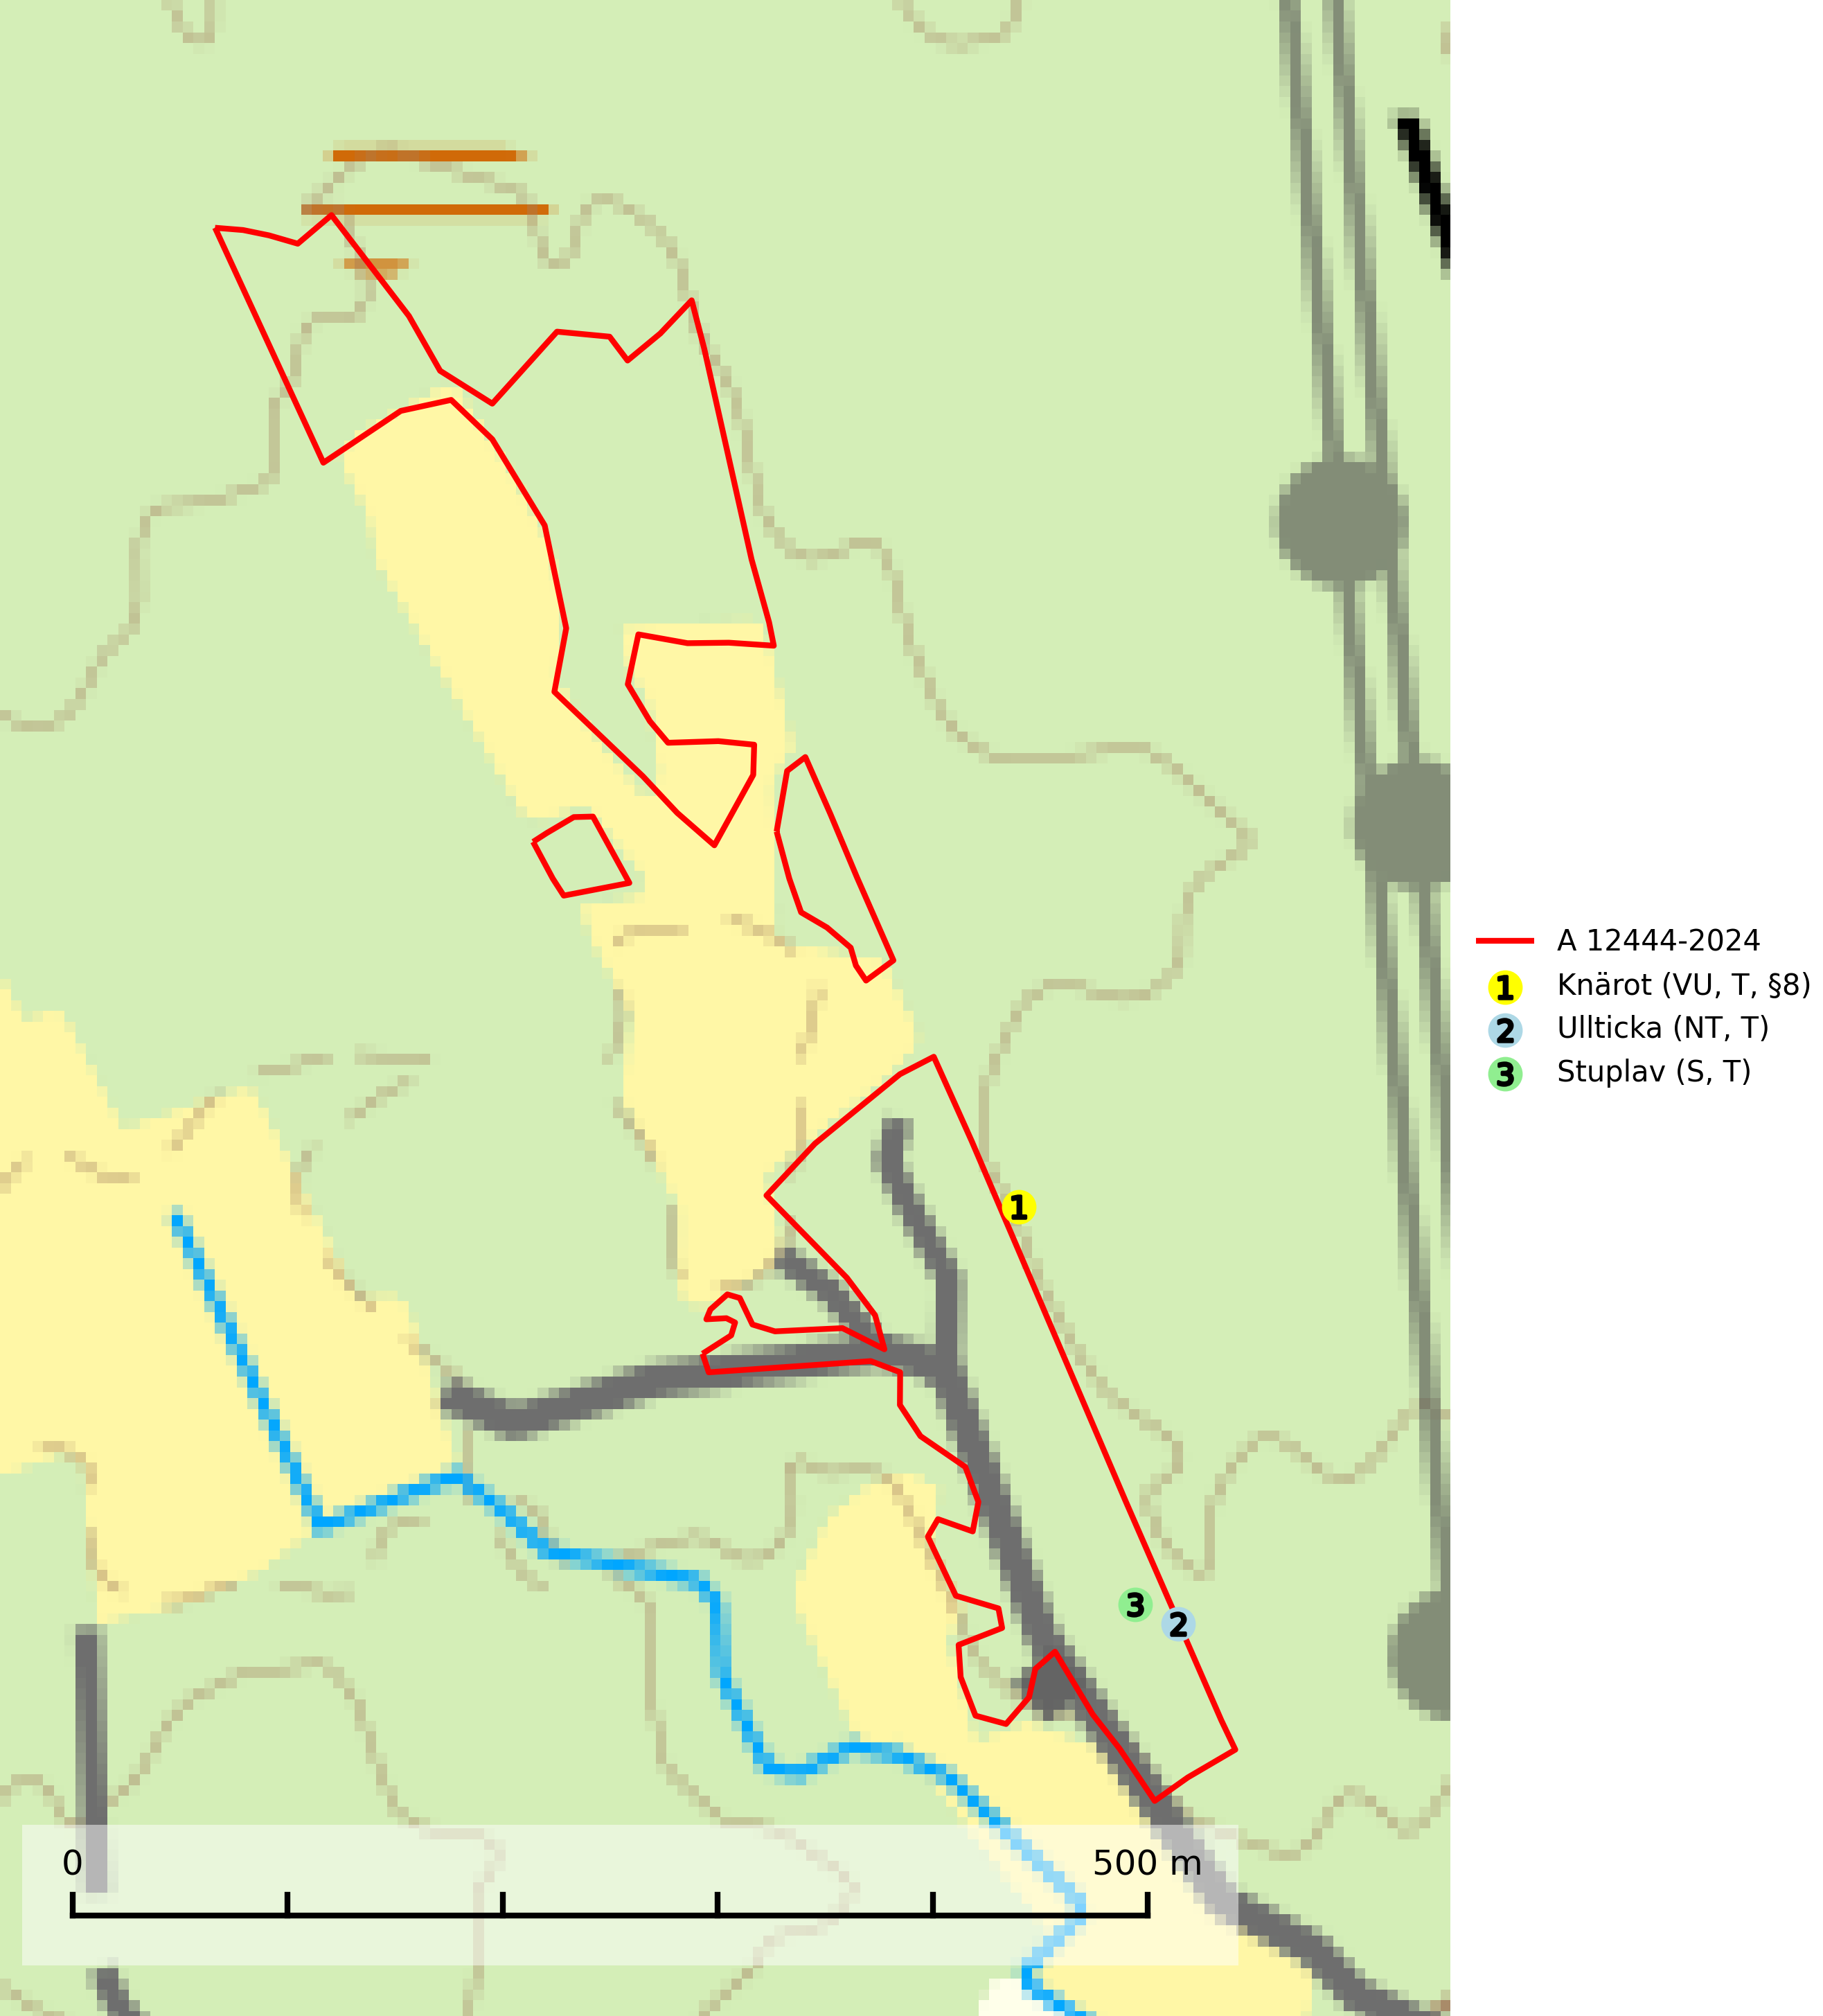 A 12444-2024
1 Knärot (VU, T, §8)
2 Ullticka (NT, T)
3 Stuplav (S, T)
1
3
2
0 500 m